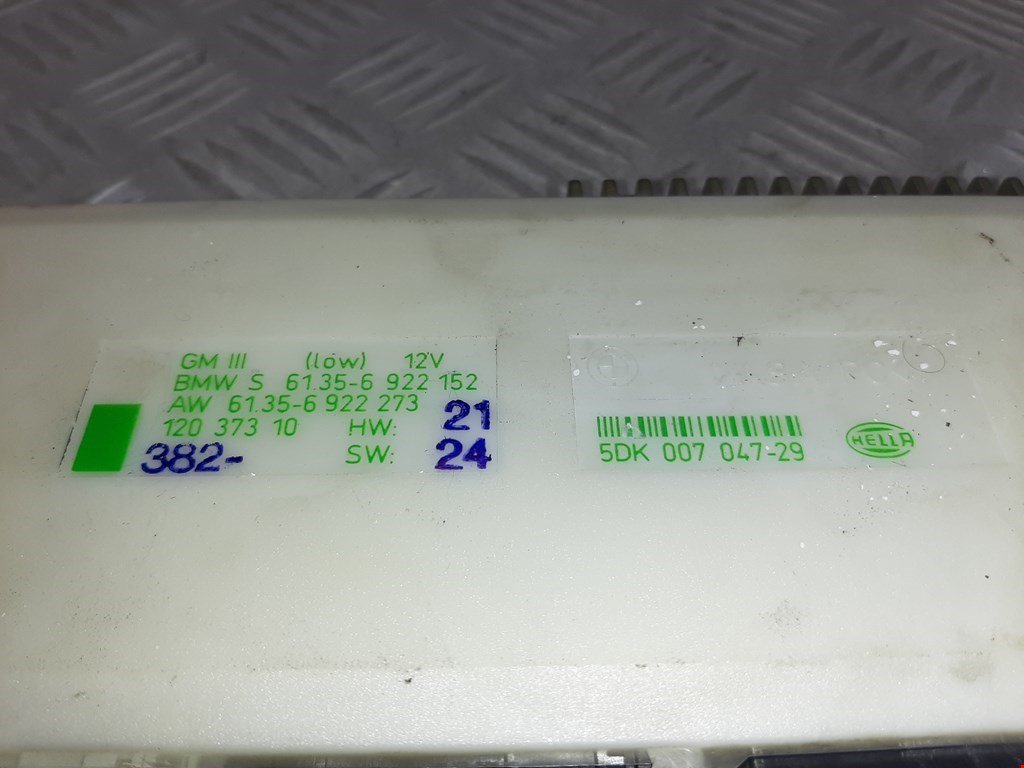 GM III (low) 12V
BMW S 61.35-6 922 152
AW 61.35-6 922 273
120 373 10 HW: 21
382- SW: 24
5DK 007 047-29
HELLA